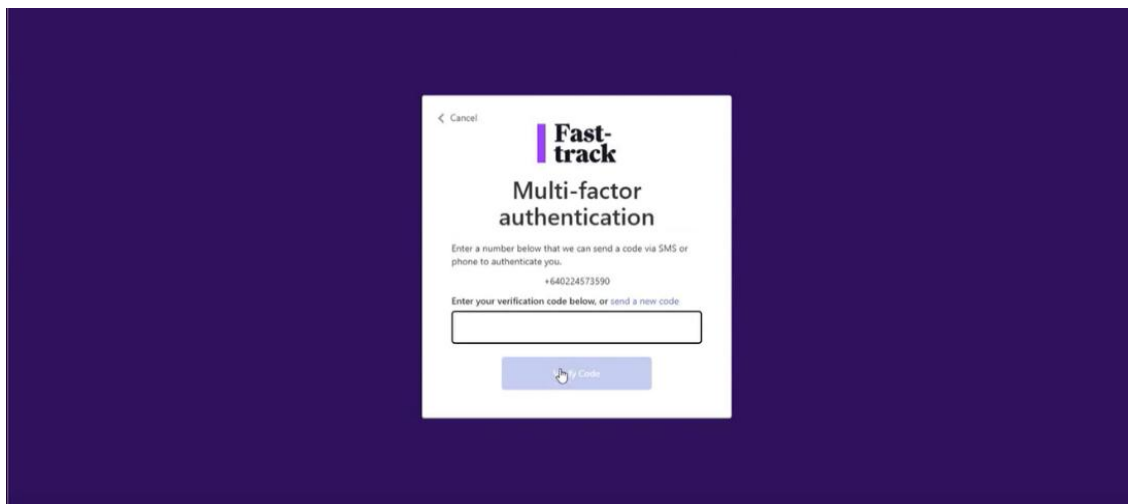 Cancel
Fast-
track
Multi-factor
authentication
Enter a number below that we can send a code via SMS or
phone to authenticate you.
+640224573590
Enter your verification code below, or send a new code
Code